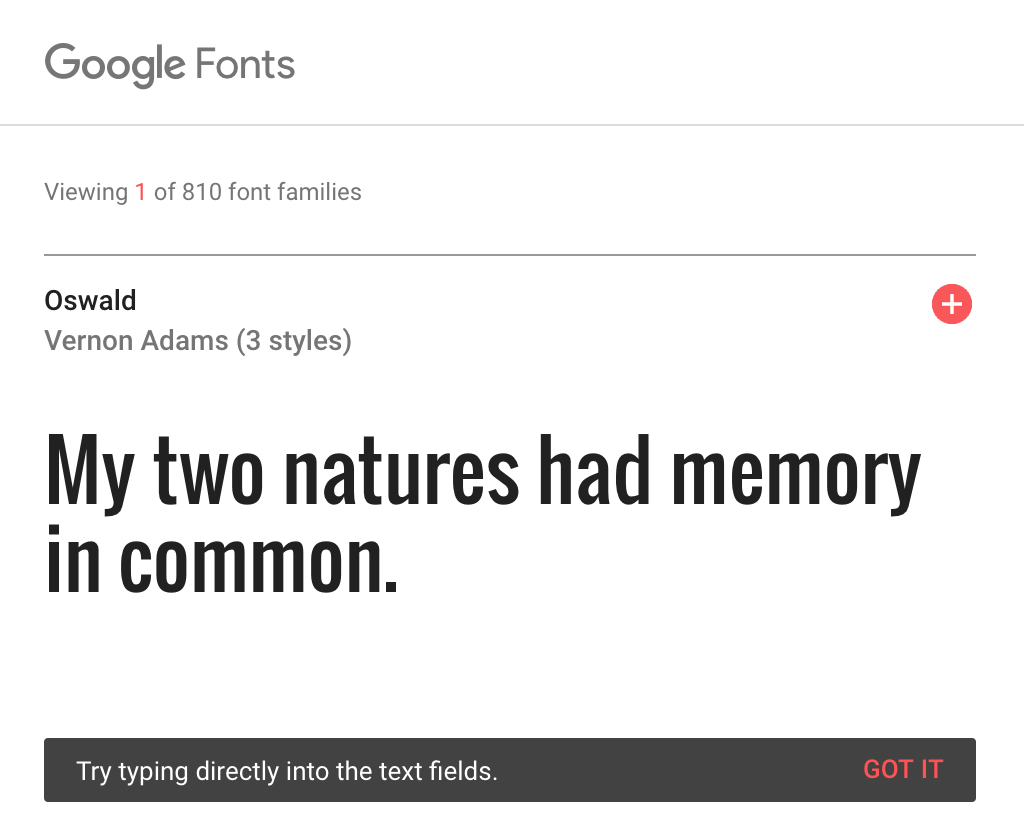 Google Fonts
Viewing 1 of 810 font families
Oswald
Vernon Adams (3 styles)
My two natures had memory
in common.
Try typing directly into the text fields.
GOT IT